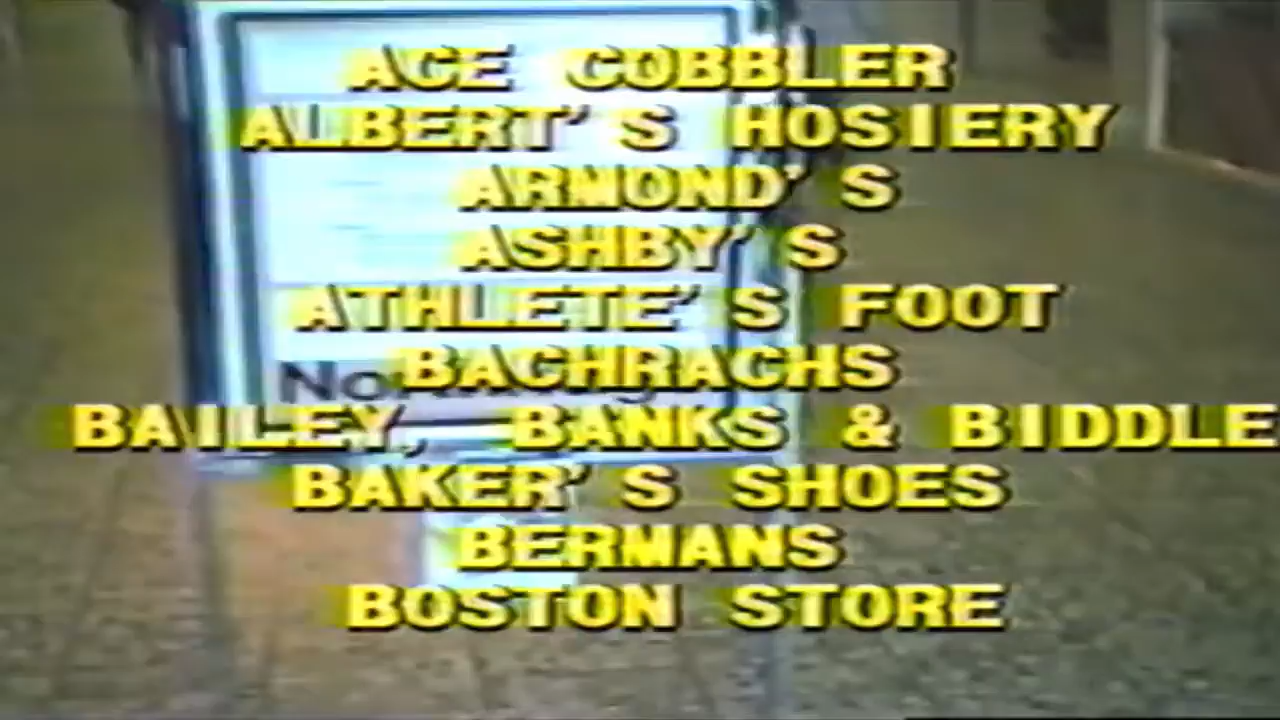 ACE COBBLER
ALBERT'S HOSIERY
ARMOND'S
ASHBY'S
ATHLETE'S FOOT
BACHRACHS
BAILEY, BANKS & BIDDLE
BAKER'S SHOES
BERMANS
BOSTON STORE